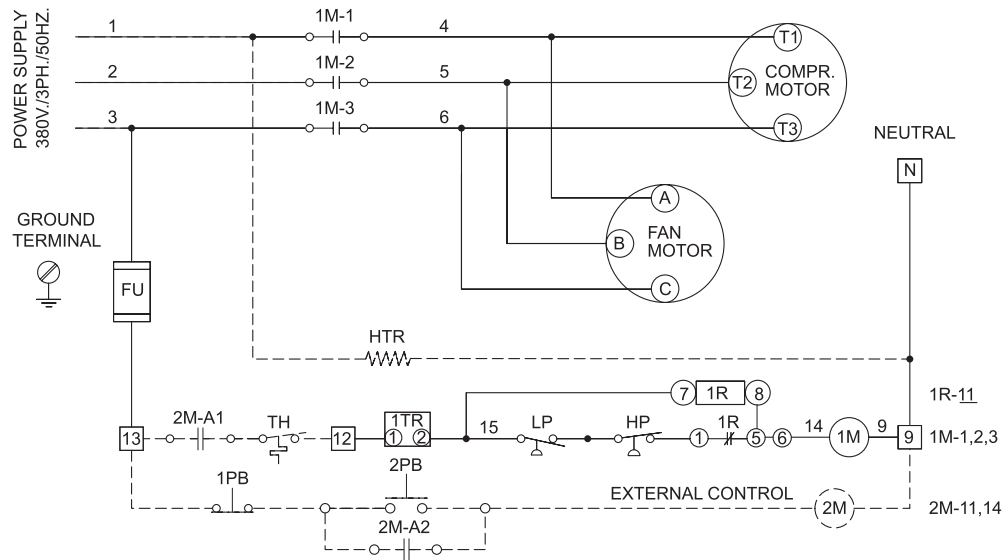 POWER SUPPLY
380V./3PH./50HZ.
1
1M-1
4
T1
2
1M-2
5
T2
COMPR.
MOTOR
3
1M-3
6
T3
NEUTRAL
N
GROUND
TERMINAL
A
B
FAN
MOTOR
C
FU
HTR
7
1R
8
1R-11
13
2M-A1
TH
12
1TR
1
2
15
LP
HP
1
1R
5
6
14
1M
9
9
1M-1,2,3
1PB
2PB
2M-A2
EXTERNAL CONTROL
2M
2M-11,14